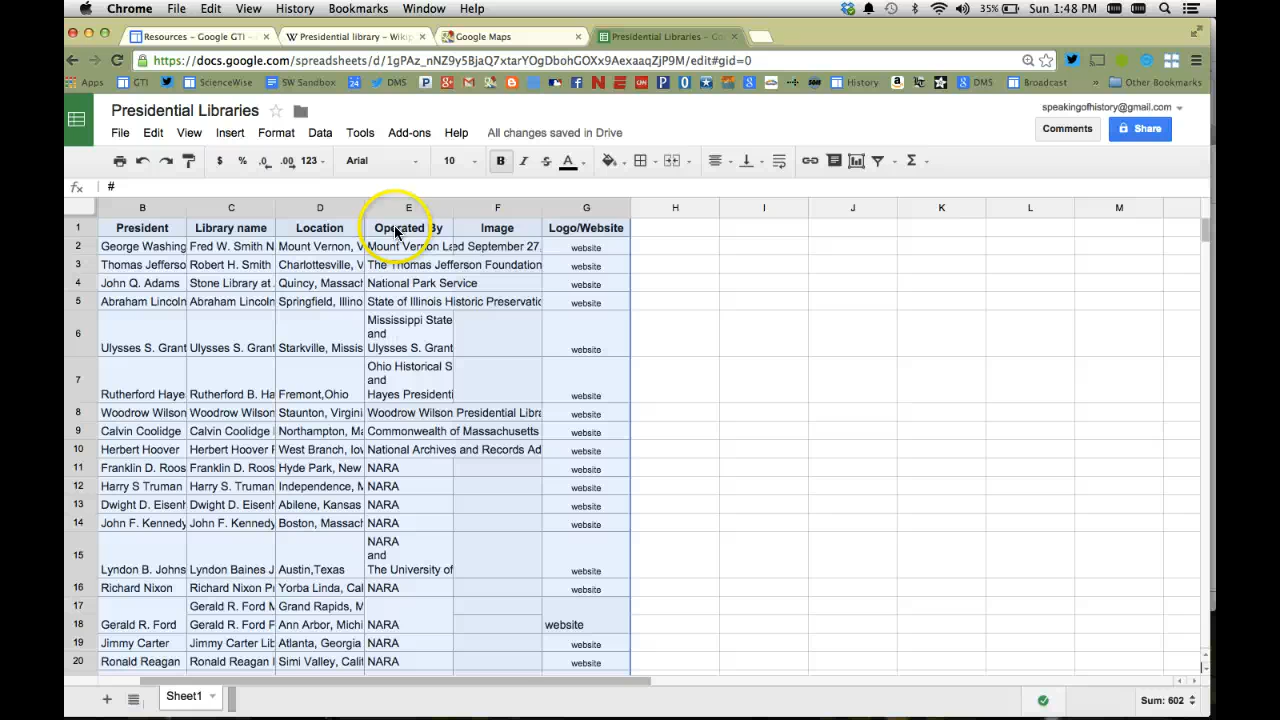 Chrome File Edit View History Bookmarks Window Help 35% Sun 1:48 PM
Resources – Google GTI – × Presidential library – Wiki × Google Maps × Presidential Libraries – ×
https://docs.google.com/spreadsheets/d/1gPAz_nNZ9y5BjaQ7xtarYOgDbohGOXx9AexaaqZjP9M/edit#gid=0
Apps GTI ScienceWise SW Sandbox DMS History DMS Broadcast » Other Bookmarks
Presidential Libraries speakingofhistory@gmail.com
File Edit View Insert Format Data Tools Add-ons Help All changes saved in Drive Comments Share
$ % .0 .00 123 Arial 10 B I S A Σ
fx #
B C D E F G H I J K L M
1 President Library name Location Operated By Image Logo/Website
2 George Washing Fred W. Smith N Mount Vernon, V Mount Vernon La ed September 27, website
3 Thomas Jefferso Robert H. Smith Charlottesville, V The Thomas Jefferson Foundation website
4 John Q. Adams Stone Library at Quincy, Massach National Park Service website
5 Abraham Lincoln Abraham Lincoln Springfield, Illino State of Illinois Historic Preservatio website
Mississippi State
and
6 Ulysses S. Grant Ulysses S. Grant Starkville, Missis Ulysses S. Grant website
Ohio Historical S
and
7 Rutherford Haye Rutherford B. Ha Fremont,Ohio Hayes Presidenti website
8 Woodrow Wilson Woodrow Wilson Staunton, Virgini Woodrow Wilson Presidential Libra website
9 Calvin Coolidge Calvin Coolidge Northampton, Ma Commonwealth of Massachusetts website
10 Herbert Hoover Herbert Hoover West Branch, Iow National Archives and Records Ad website
11 Franklin D. Roos Franklin D. Roos Hyde Park, New NARA website
12 Harry S Truman Harry S. Truman Independence, M NARA website
13 Dwight D. Eisenh Dwight D. Eisenh Abilene, Kansas NARA website
14 John F. Kennedy John F. Kennedy Boston, Massach NARA website
NARA
and
15 Lyndon B. Johns Lyndon Baines J Austin,Texas The University of website
16 Richard Nixon Richard Nixon Pr Yorba Linda, Cal NARA website
17 Gerald R. Ford M Grand Rapids, M
18 Gerald R. Ford Gerald R. Ford P Ann Arbor, Michi NARA website
19 Jimmy Carter Jimmy Carter Lib Atlanta, Georgia NARA website
20 Ronald Reagan Ronald Reagan Simi Valley, Calif NARA website
Sheet1 Sum: 602